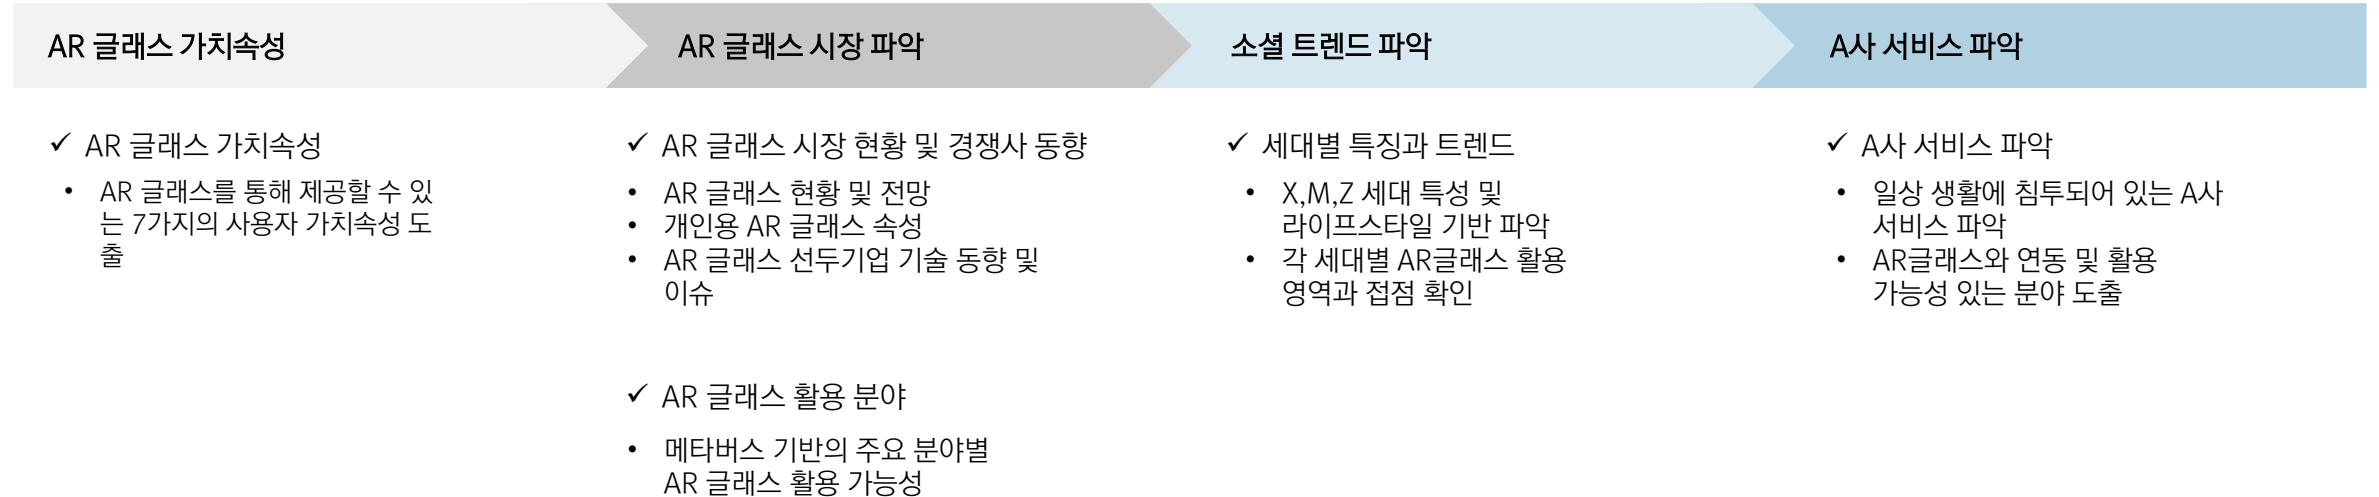 AR 글래스 가치속성
AR 글래스 시장 파악
소셜 트렌드 파악
A사 서비스 파악
✓ AR 글래스 가치속성
• AR 글래스를 통해 제공할 수 있
는 7가지의 사용자 가치속성 도
출
✓ AR 글래스 시장 현황 및 경쟁사 동향
• AR 글래스 현황 및 전망
• 개인용 AR 글래스 속성
• AR 글래스 선두기업 기술 동향 및
이슈
✓ AR 글래스 활용 분야
• 메타버스 기반의 주요 분야별
AR 글래스 활용 가능성
✓ 세대별 특징과 트렌드
• X,M,Z 세대 특성 및
라이프스타일 기반 파악
• 각 세대별 AR글래스 활용
영역과 접점 확인
✓ A사 서비스 파악
• 일상 생활에 침투되어 있는 A사
서비스 파악
• AR글래스와 연동 및 활용
가능성 있는 분야 도출